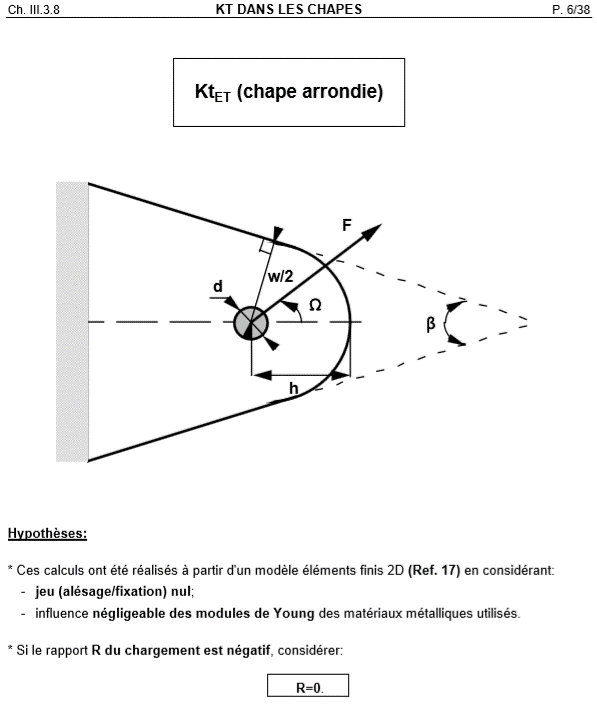 Ch. III.3.8 KT DANS LES CHAPES P. 6/38
KtET (chape arrondie)
F
w/2
d
Ω
β
h
Hypothèses:
* Ces calculs ont été réalisés à partir d'un modèle éléments finis 2D (Ref. 17) en considérant:
- jeu (alésage/fixation) nul;
- influence négligeable des modules de Young des matériaux métalliques utilisés.
* Si le rapport R du chargement est négatif, considérer:
R=0.